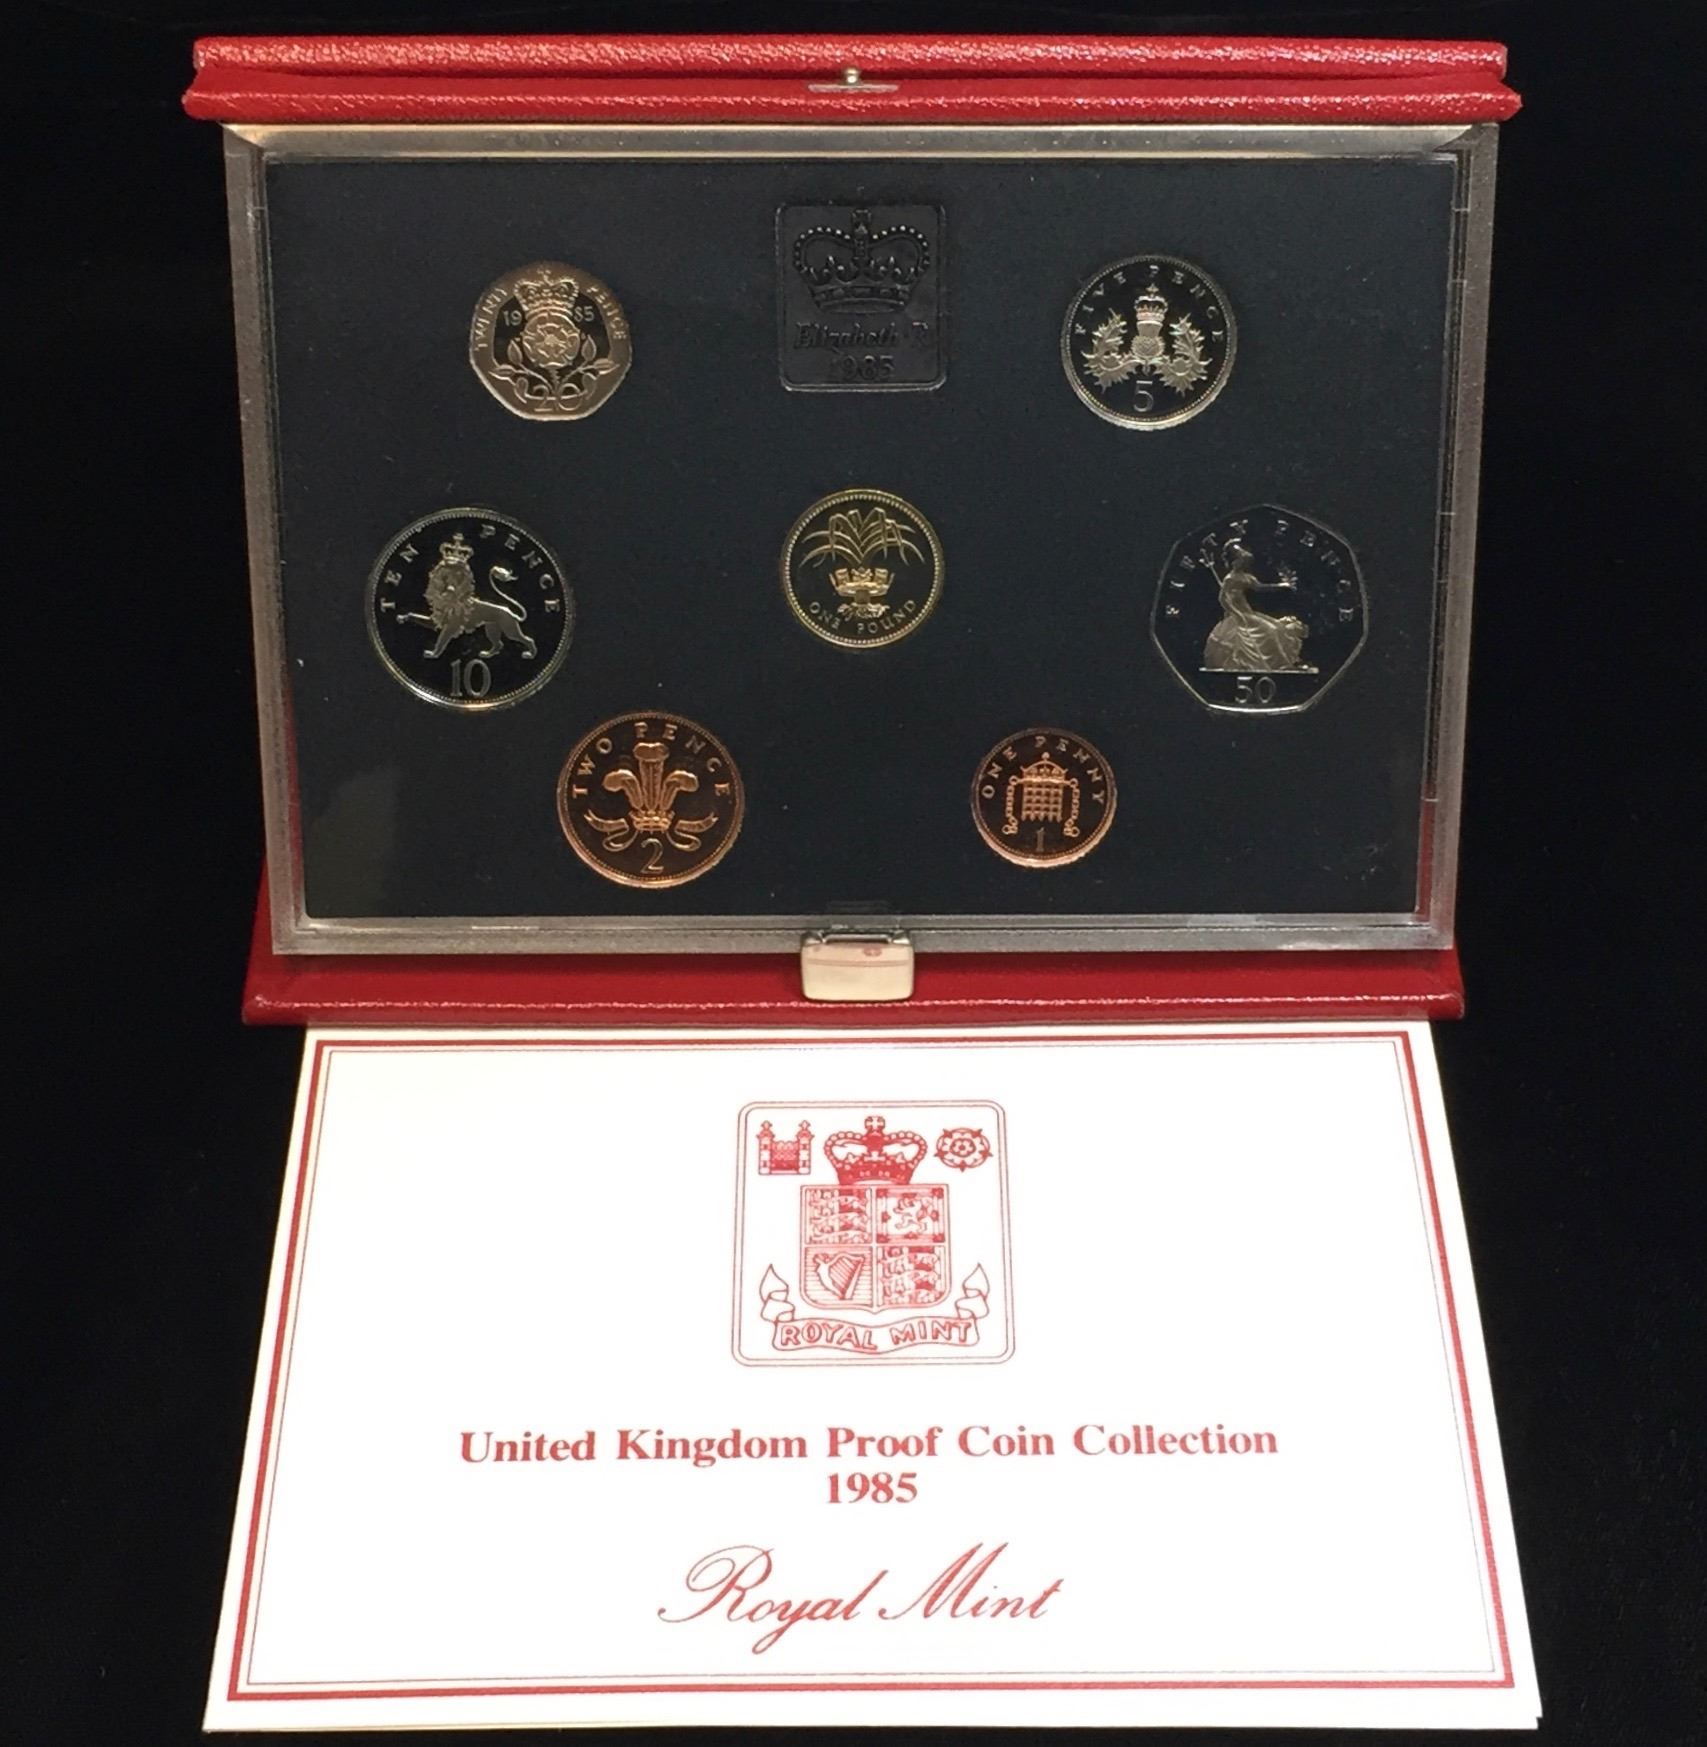 TWENTY PENCE
19 85
20
Elizabeth R
1985
FIVE PENCE
5
TEN PENCE
10
ONE POUND
FIFTY PENCE
50
TWO PENCE
2
ONE PENNY
1
ROYAL MINT
United Kingdom Proof Coin Collection
1985
Royal Mint